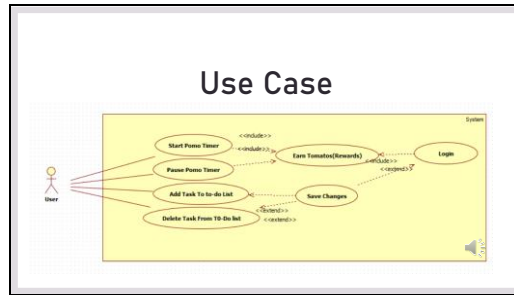 Use Case
System
Start Pomo Timer
<<include>>
<<include>>
Earn Tomatos(Rewards)
Login
<<include>>
<<extend>>
Pause Pomo Timer
User
Add Task To to-do List
Save Changes
Delete Task From T0-Do list
<<extend>>
<<extend>>